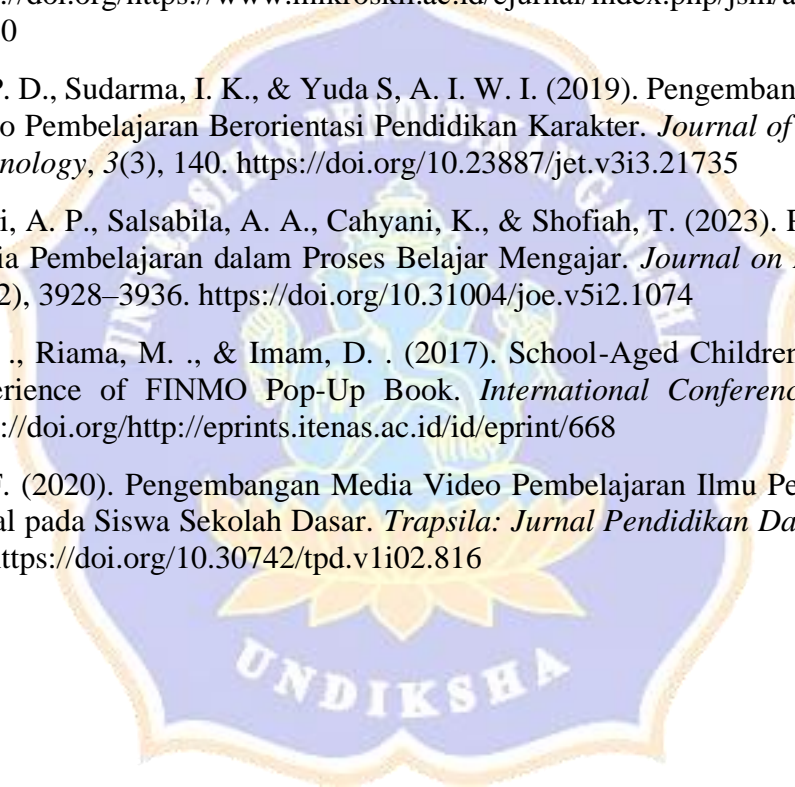 ://doi.org/https://www.mikroskil.ac.id/ejurnal/index.php/jsm/a
0
P. D., Sudarma, I. K., & Yuda S, A. I. W. I. (2019). Pengemban
o Pembelajaran Berorientasi Pendidikan Karakter. Journal of
nology, 3(3), 140. https://doi.org/10.23887/jet.v3i3.21735
i, A. P., Salsabila, A. A., Cahyani, K., & Shofiah, T. (2023). P
ia Pembelajaran dalam Proses Belajar Mengajar. Journal on
2), 3928–3936. https://doi.org/10.31004/joe.v5i2.1074
., Riama, M. ., & Imam, D. . (2017). School-Aged Children
erience of FINMO Pop-Up Book. International Conferenc
://doi.org/http://eprints.itenas.ac.id/id/eprint/668
F. (2020). Pengembangan Media Video Pembelajaran Ilmu Pe
al pada Siswa Sekolah Dasar. Trapsila: Jurnal Pendidikan Da
ttps://doi.org/10.30742/tpd.v1i02.816
UNIVERSITAS PENDIDIKAN GANESHA
UNDIKSHA